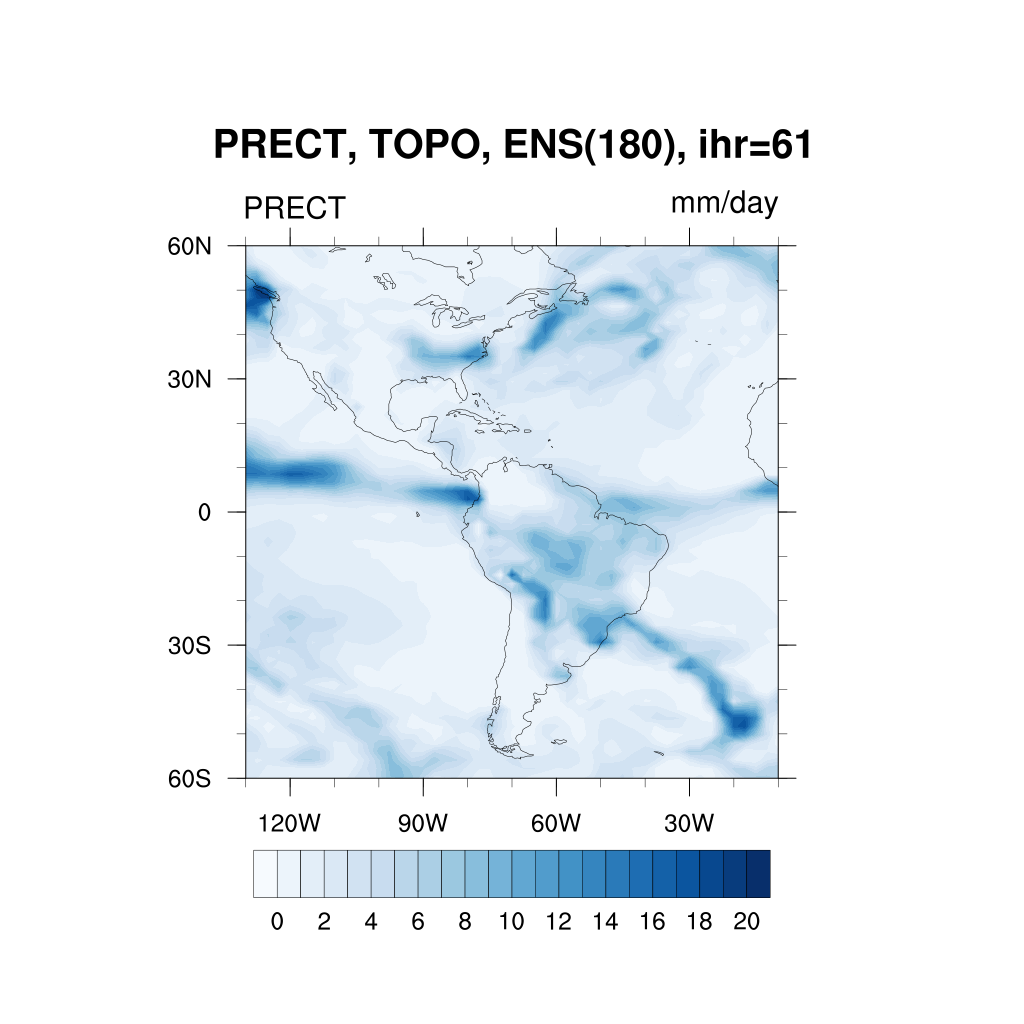 PRECT, TOPO, ENS(180), ihr=61
PRECT mm/day
60N
30N
0
30S
60S
120W 90W 60W 30W
0 2 4 6 8 10 12 14 16 18 20